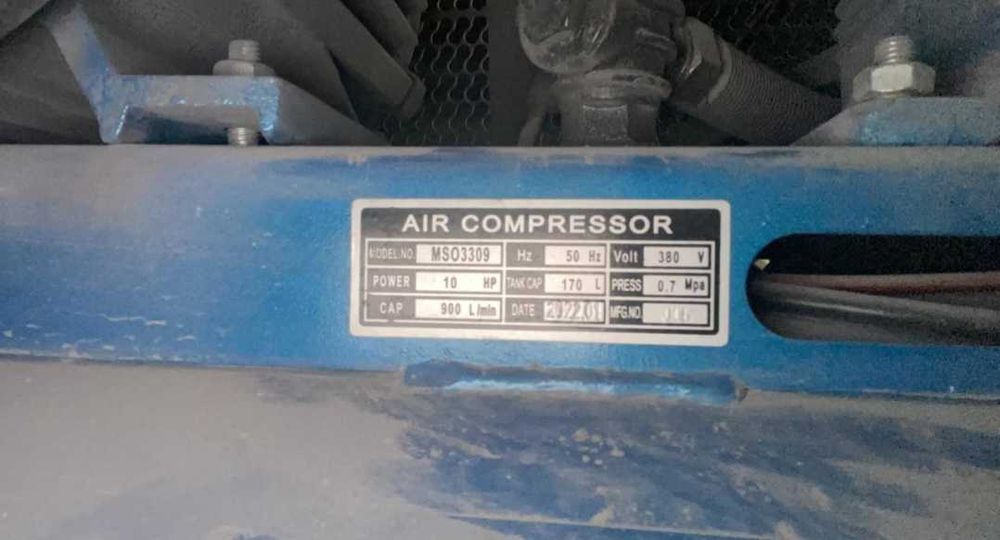 AIR COMPRESSOR
MODEL.NO. MSO3309 Hz 50 Hz Volt 380 V
POWER 10 HP TANK CAP 170 L PRESS 0.7 Mpa
CAP 900 L/min DATE 202201 MFG.NO.